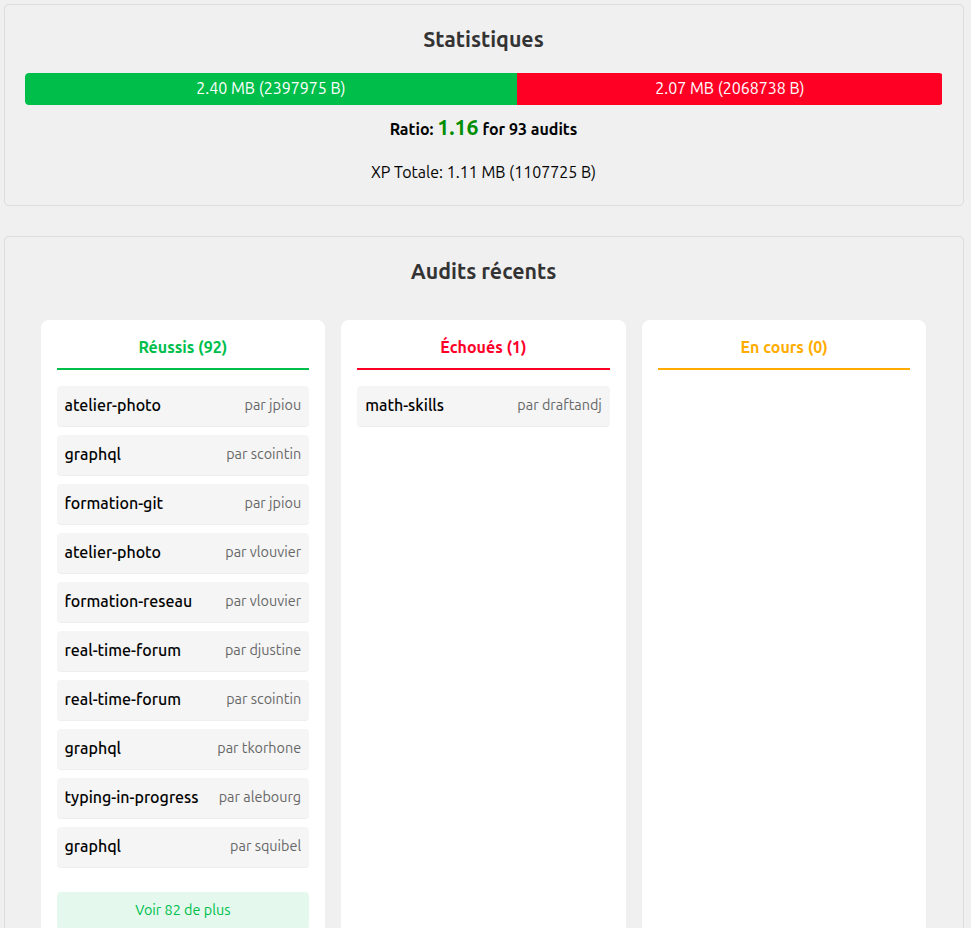 Statistiques
2.40 MB (2397975 B) 2.07 MB (2068738 B)
Ratio: 1.16 for 93 audits
XP Totale: 1.11 MB (1107725 B)
Audits récents
Réussis (92)
atelier-photo par jpiou
graphql par scointin
formation-git par jpiou
atelier-photo par vlouvier
formation-reseau par vlouvier
real-time-forum par djustine
real-time-forum par scointin
graphql par tkorhone
typing-in-progress par alebourg
graphql par squibel
Voir 82 de plus
Échoués (1)
math-skills par draftandj
En cours (0)